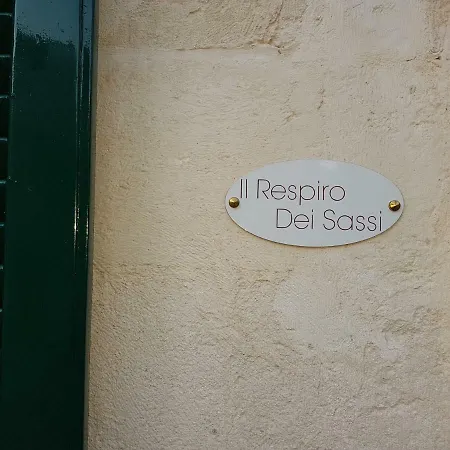 Il Respiro
Dei Sassi